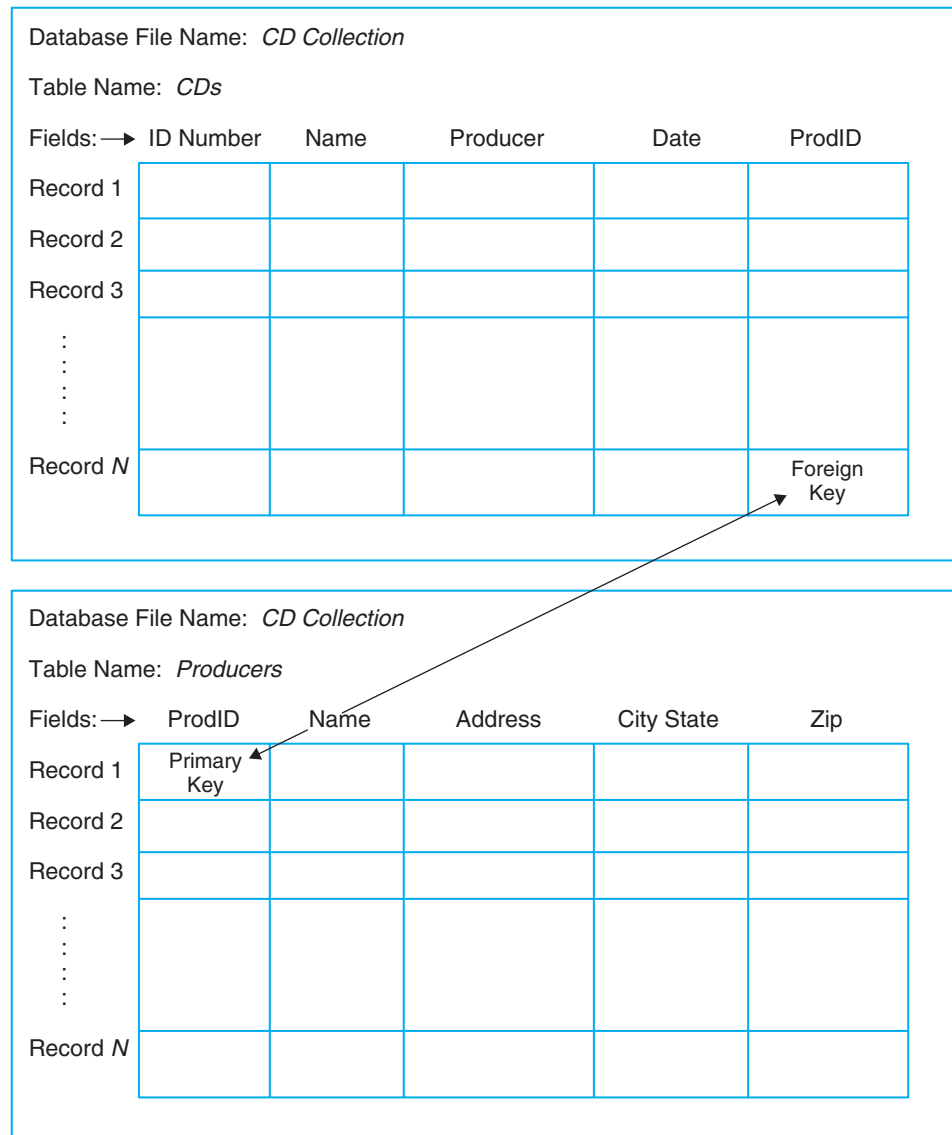 Database File Name: CD Collection
Table Name: CDs
Fields: ID Number Name Producer Date ProdID
Record 1
Record 2
Record 3
:
:
:
:
Record N
Foreign
Key
Database File Name: CD Collection
Table Name: Producers
Fields: ProdID Name Address City State Zip
Record 1
Primary
Key
Record 2
Record 3
:
:
:
:
Record N